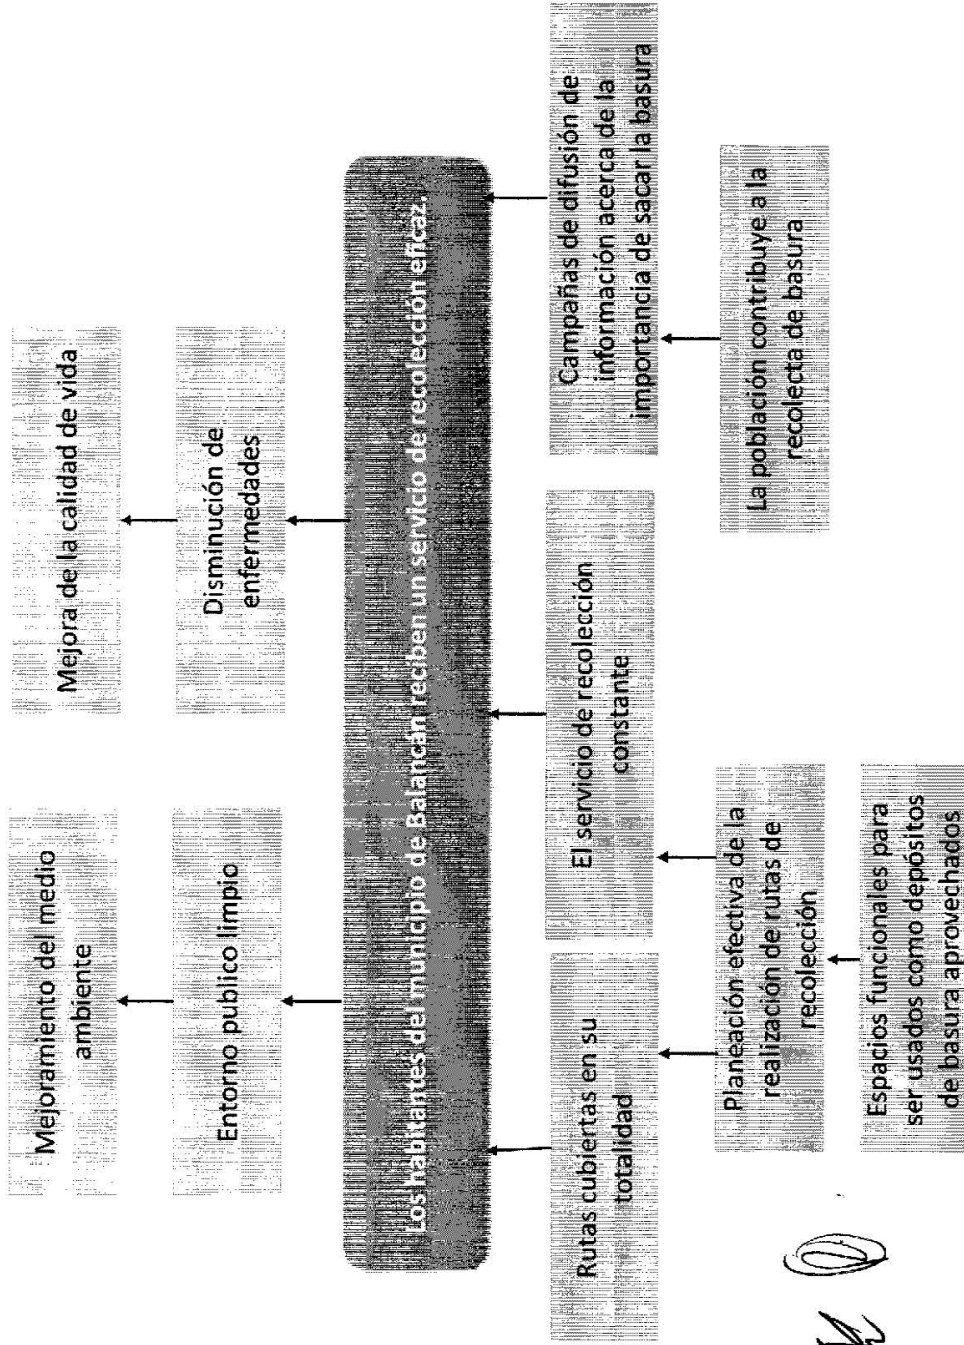 Mejoramiento del medio
ambiente
Mejora de la calidad de vida
Entorno publico limpio
Disminución de
enfermedades
Los habitantes del municipio de Balancán reciben un servicio de recolección eficaz.
Rutas cubiertas en su
totalidad
El servicio de recolección
constante
Campañas de difusión de
información acerca de la
importancia de sacar la basura
Planeación efectiva de la
realización de rutas de
recolección
La población contribuye a la
recolecta de basura
Espacios funcionales para
ser usados como depósitos
de basura aprovechados